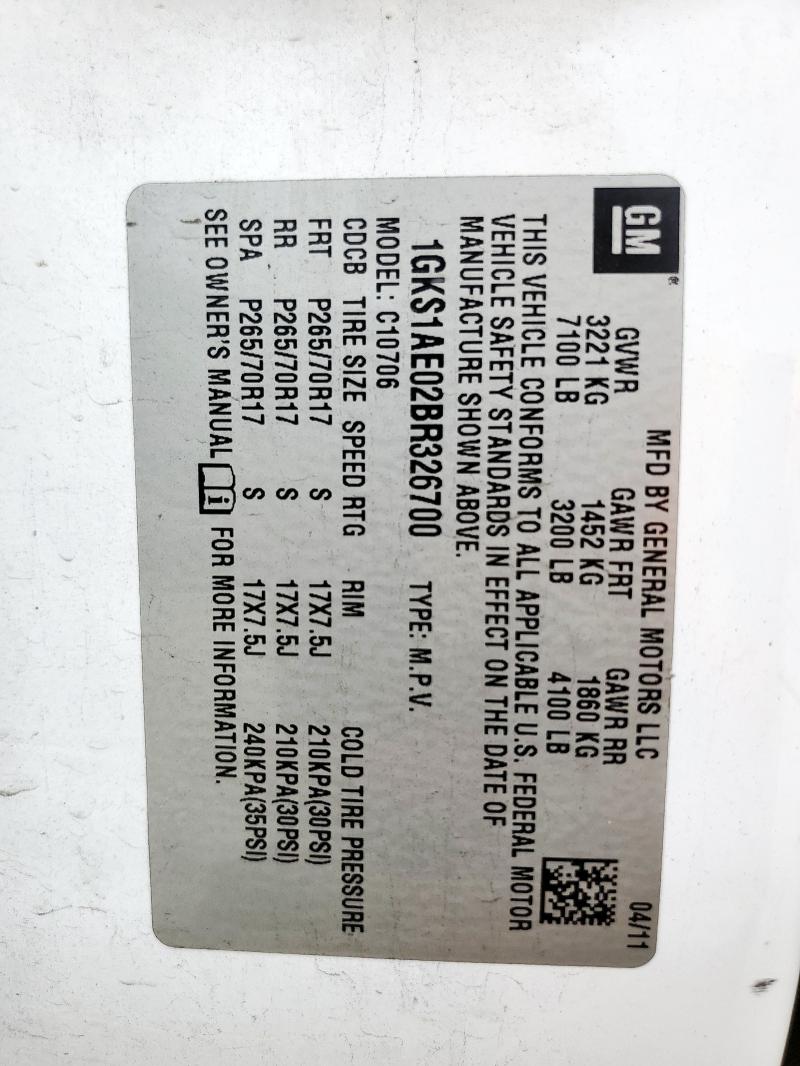 GM®
MFD BY GENERAL MOTORS LLC 04/11
GVWR GAWR FRT GAWR RR
3221 KG 1452 KG 1860 KG
7100 LB 3200 LB 4100 LB
THIS VEHICLE CONFORMS TO ALL APPLICABLE U.S. FEDERAL MOTOR
VEHICLE SAFETY STANDARDS IN EFFECT ON THE DATE OF
MANUFACTURE SHOWN ABOVE.
1GKS1AE02BR326700 TYPE: M.P.V.
MODEL: C10706
CDCB TIRE SIZE SPEED RTG RIM COLD TIRE PRESSURE
FRT P265/70R17 S 17X7.5J 210KPA(30PSI)
RR P265/70R17 S 17X7.5J 210KPA(30PSI)
SPA P265/70R17 S 17X7.5J 240KPA(35PSI)
SEE OWNER'S MANUAL i FOR MORE INFORMATION.